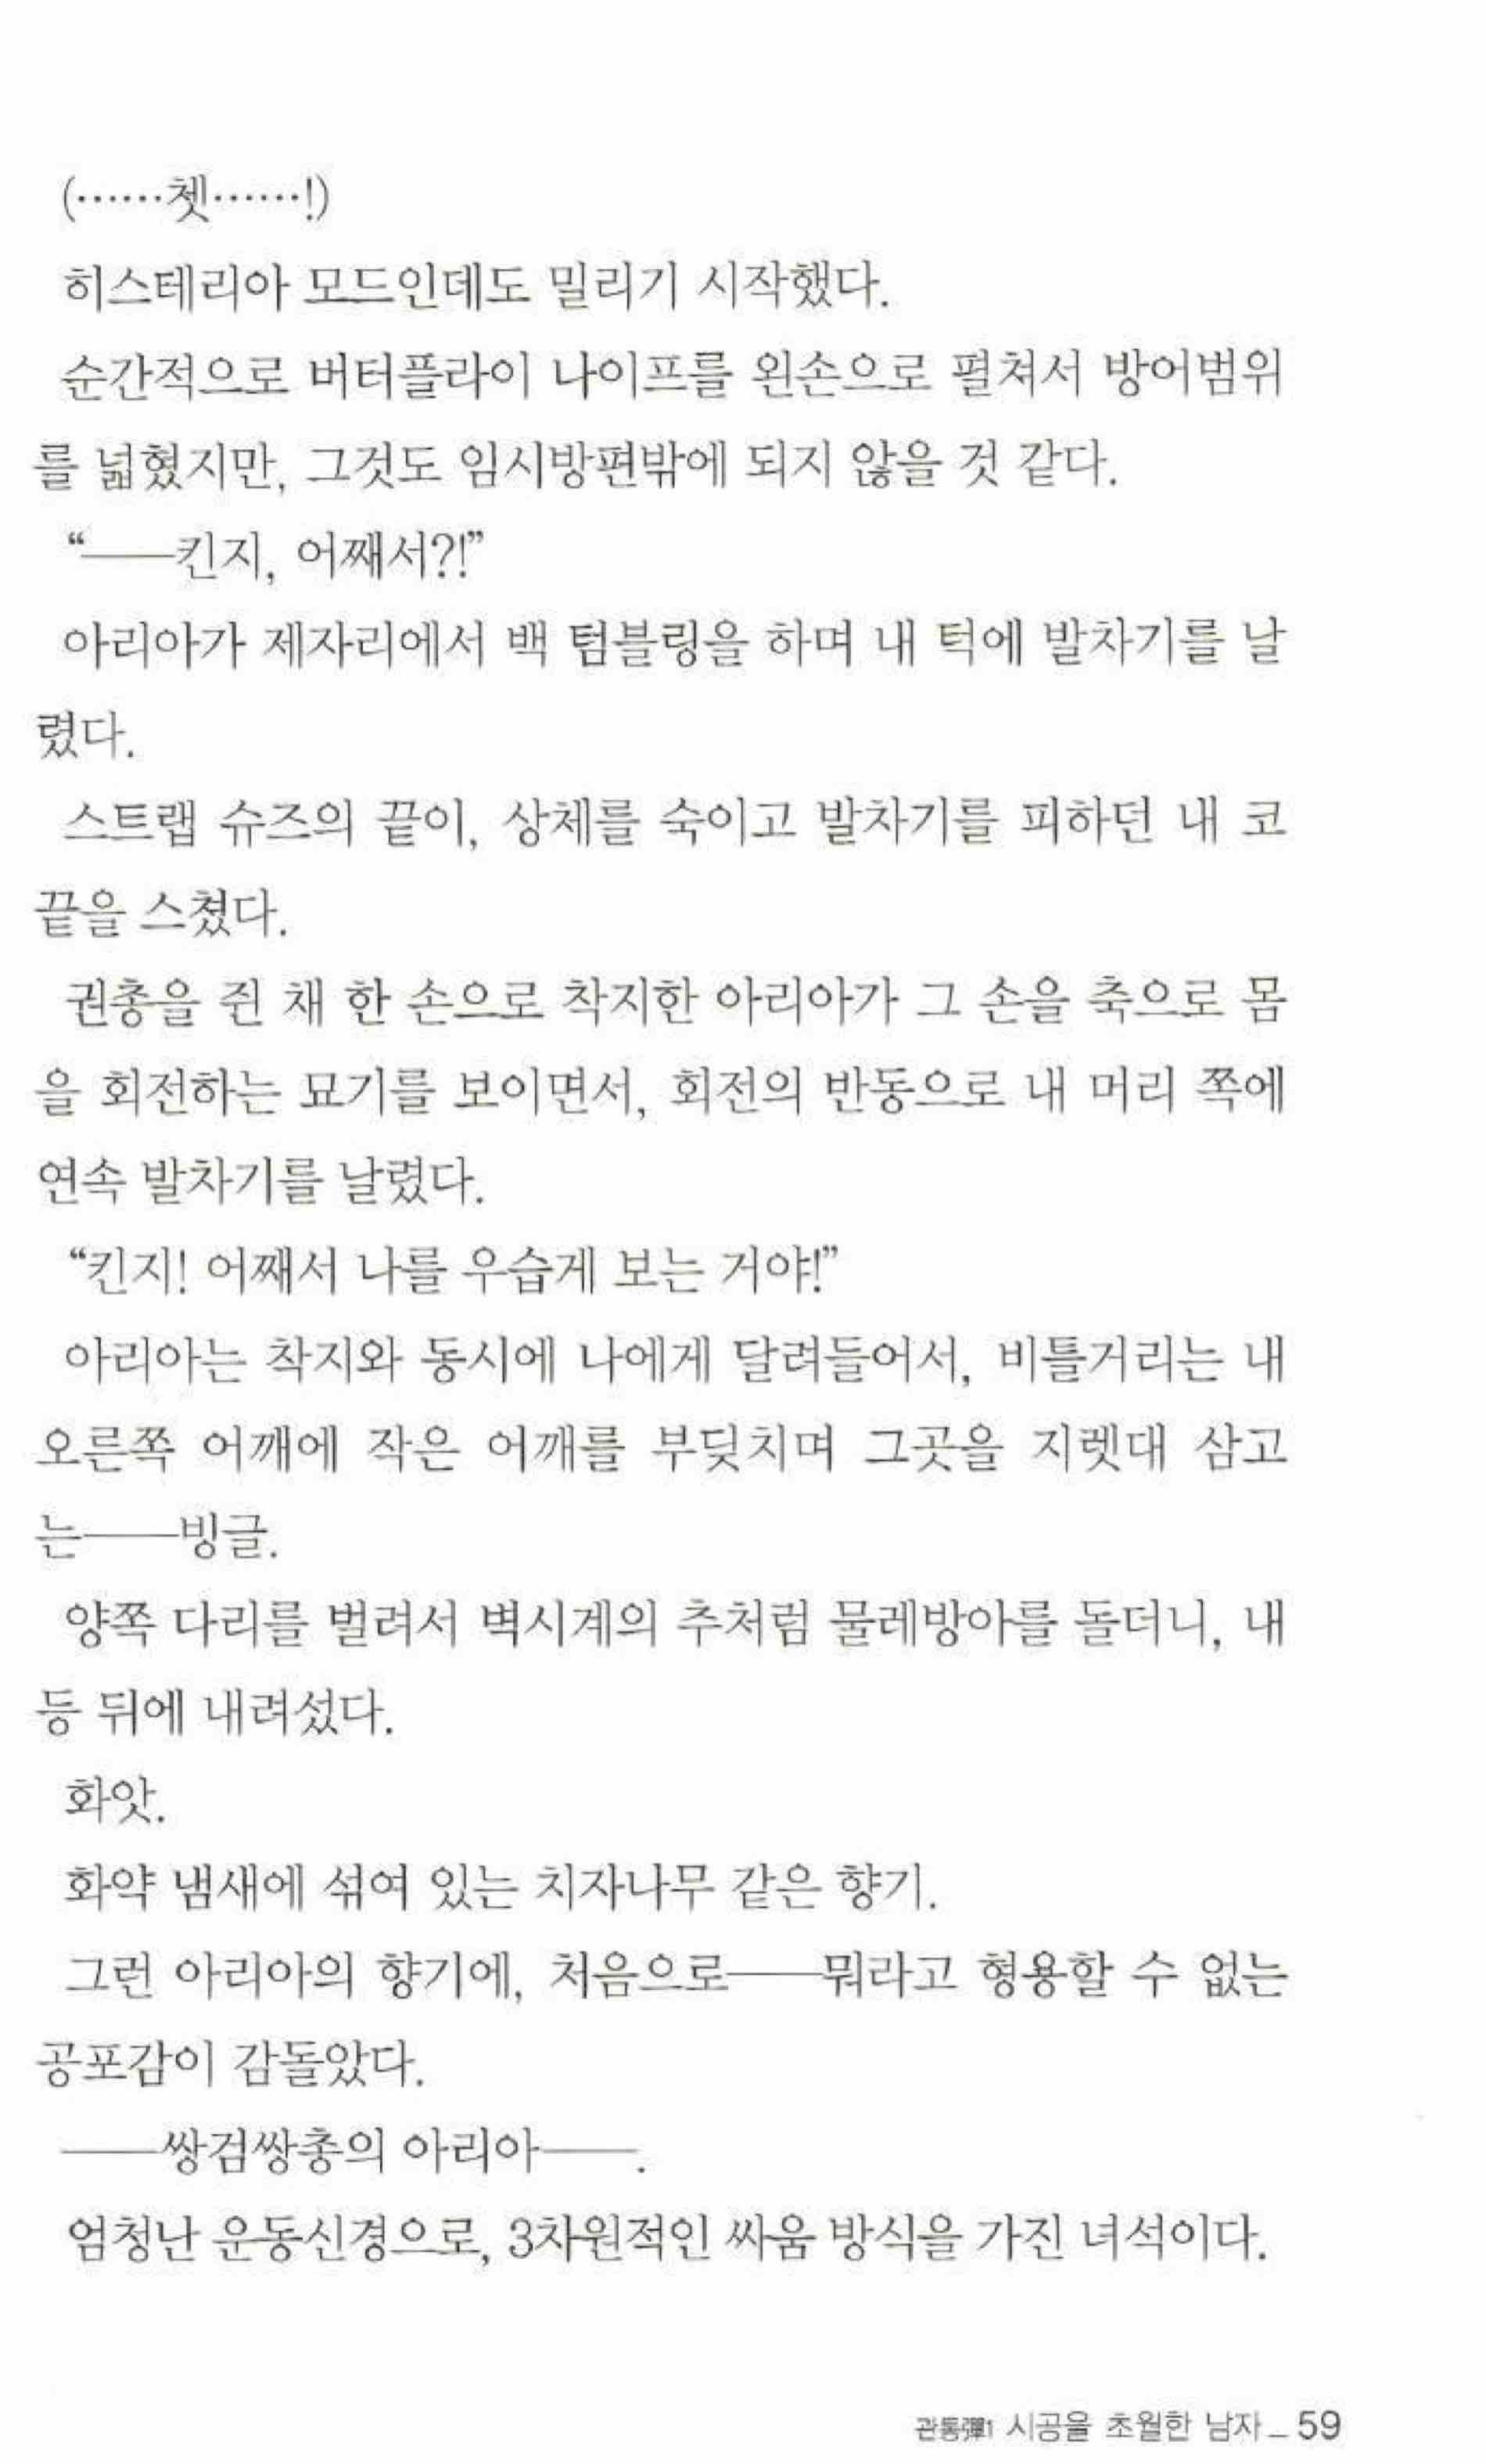 (……쳇……!)
히스테리아 모드인데도 밀리기 시작했다.
순간적으로 버터플라이 나이프를 왼손으로 펼쳐서 방어범위
를 넓혔지만, 그것도 임시방편밖에 되지 않을 것 같다.
“──킨지, 어째서?!”
아리아가 제자리에서 백 텀블링을 하며 내 턱에 발차기를 날
렸다.
스트랩 슈즈의 끝이, 상체를 숙이고 발차기를 피하던 내 코
끝을 스쳤다.
권총을 쥔 채 한 손으로 착지한 아리아가 그 손을 축으로 몸
을 회전하는 묘기를 보이면서, 회전의 반동으로 내 머리 쪽에
연속 발차기를 날렸다.
“킨지! 어째서 나를 우습게 보는 거야!”
아리아는 착지와 동시에 나에게 달려들어서, 비틀거리는 내
오른쪽 어깨에 작은 어깨를 부딪치며 그곳을 지렛대 삼고
는──빙글.
양쪽 다리를 벌려서 벽시계의 추처럼 물레방아를 돌더니, 내
등 뒤에 내려섰다.
화앗.
화약 냄새에 섞여 있는 치자나무 같은 향기.
그런 아리아의 향기에, 처음으로──뭐라고 형용할 수 없는
공포감이 감돌았다.
──쌍검쌍총의 아리아──.
엄청난 운동신경으로, 3차원적인 싸움 방식을 가진 녀석이다.
관통彈1 시공을 초월한 남자_59